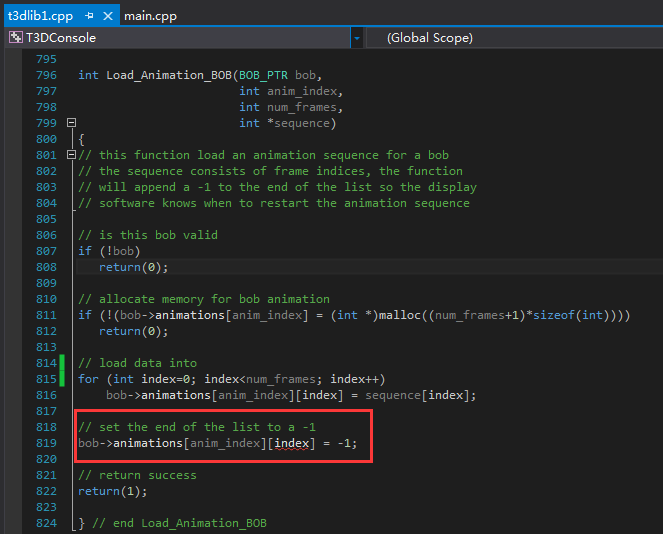 t3dlib1.cpp main.cpp
T3DConsole (Global Scope)
795
796 int Load_Animation_BOB(BOB_PTR bob,
797 int anim_index,
798 int num_frames,
799 int *sequence)
800 {
801 // this function load an animation sequence for a bob
802 // the sequence consists of frame indices, the function
803 // will append a -1 to the end of the list so the display
804 // software knows when to restart the animation sequence
805
806 // is this bob valid
807 if (!bob)
808 return(0);
809
810 // allocate memory for bob animation
811 if (!(bob->animations[anim_index] = (int *)malloc((num_frames+1)*sizeof(int))))
812 return(0);
813
814 // load data into
815 for (int index=0; index<num_frames; index++)
816 bob->animations[anim_index][index] = sequence[index];
817
818 // set the end of the list to a -1
819 bob->animations[anim_index][index] = -1;
820
821 // return success
822 return(1);
823
824 } // end Load_Animation_BOB